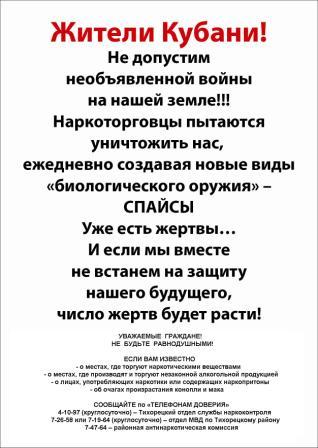 Жители Кубани!
Не допустим
необъявленной войны
на нашей земле!!!
Наркоторговцы пытаются
уничтожить нас,
ежедневно создавая новые виды
«биологического оружия» –
СПАЙСЫ
Уже есть жертвы...
И если мы вместе
не встанем на защиту
нашего будущего,
число жертв будет расти!
УВАЖАЕМЫЕ ГРАЖДАНЕ!
НЕ БУДЬТЕ РАВНОДУШНЫМИ!
ЕСЛИ ВАМ ИЗВЕСТНО
- о местах, где торгуют наркотическими веществами
- о местах, где производят и торгуют незаконной алкогольной продукцией
- о лицах, употребляющих наркотики или содержащих наркопритоны
- об очагах произрастания конопли и мака
СООБЩАЙТЕ по «ТЕЛЕФОНАМ ДОВЕРИЯ»
4-10-97 (круглосуточно) – Тихорецкий отдел службы наркоконтроля
7-26-58 или 7-19-64 (круглосуточно) – отдел МВД по Тихорецкому району
7-47-64 – районная антинаркотическая комиссия